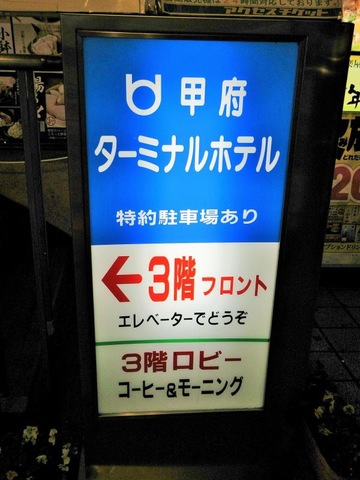 甲府
ターミナルホテル
特約駐車場あり
←3階フロント
エレベーターでどうぞ
3階ロビー
コーヒー&モーニング